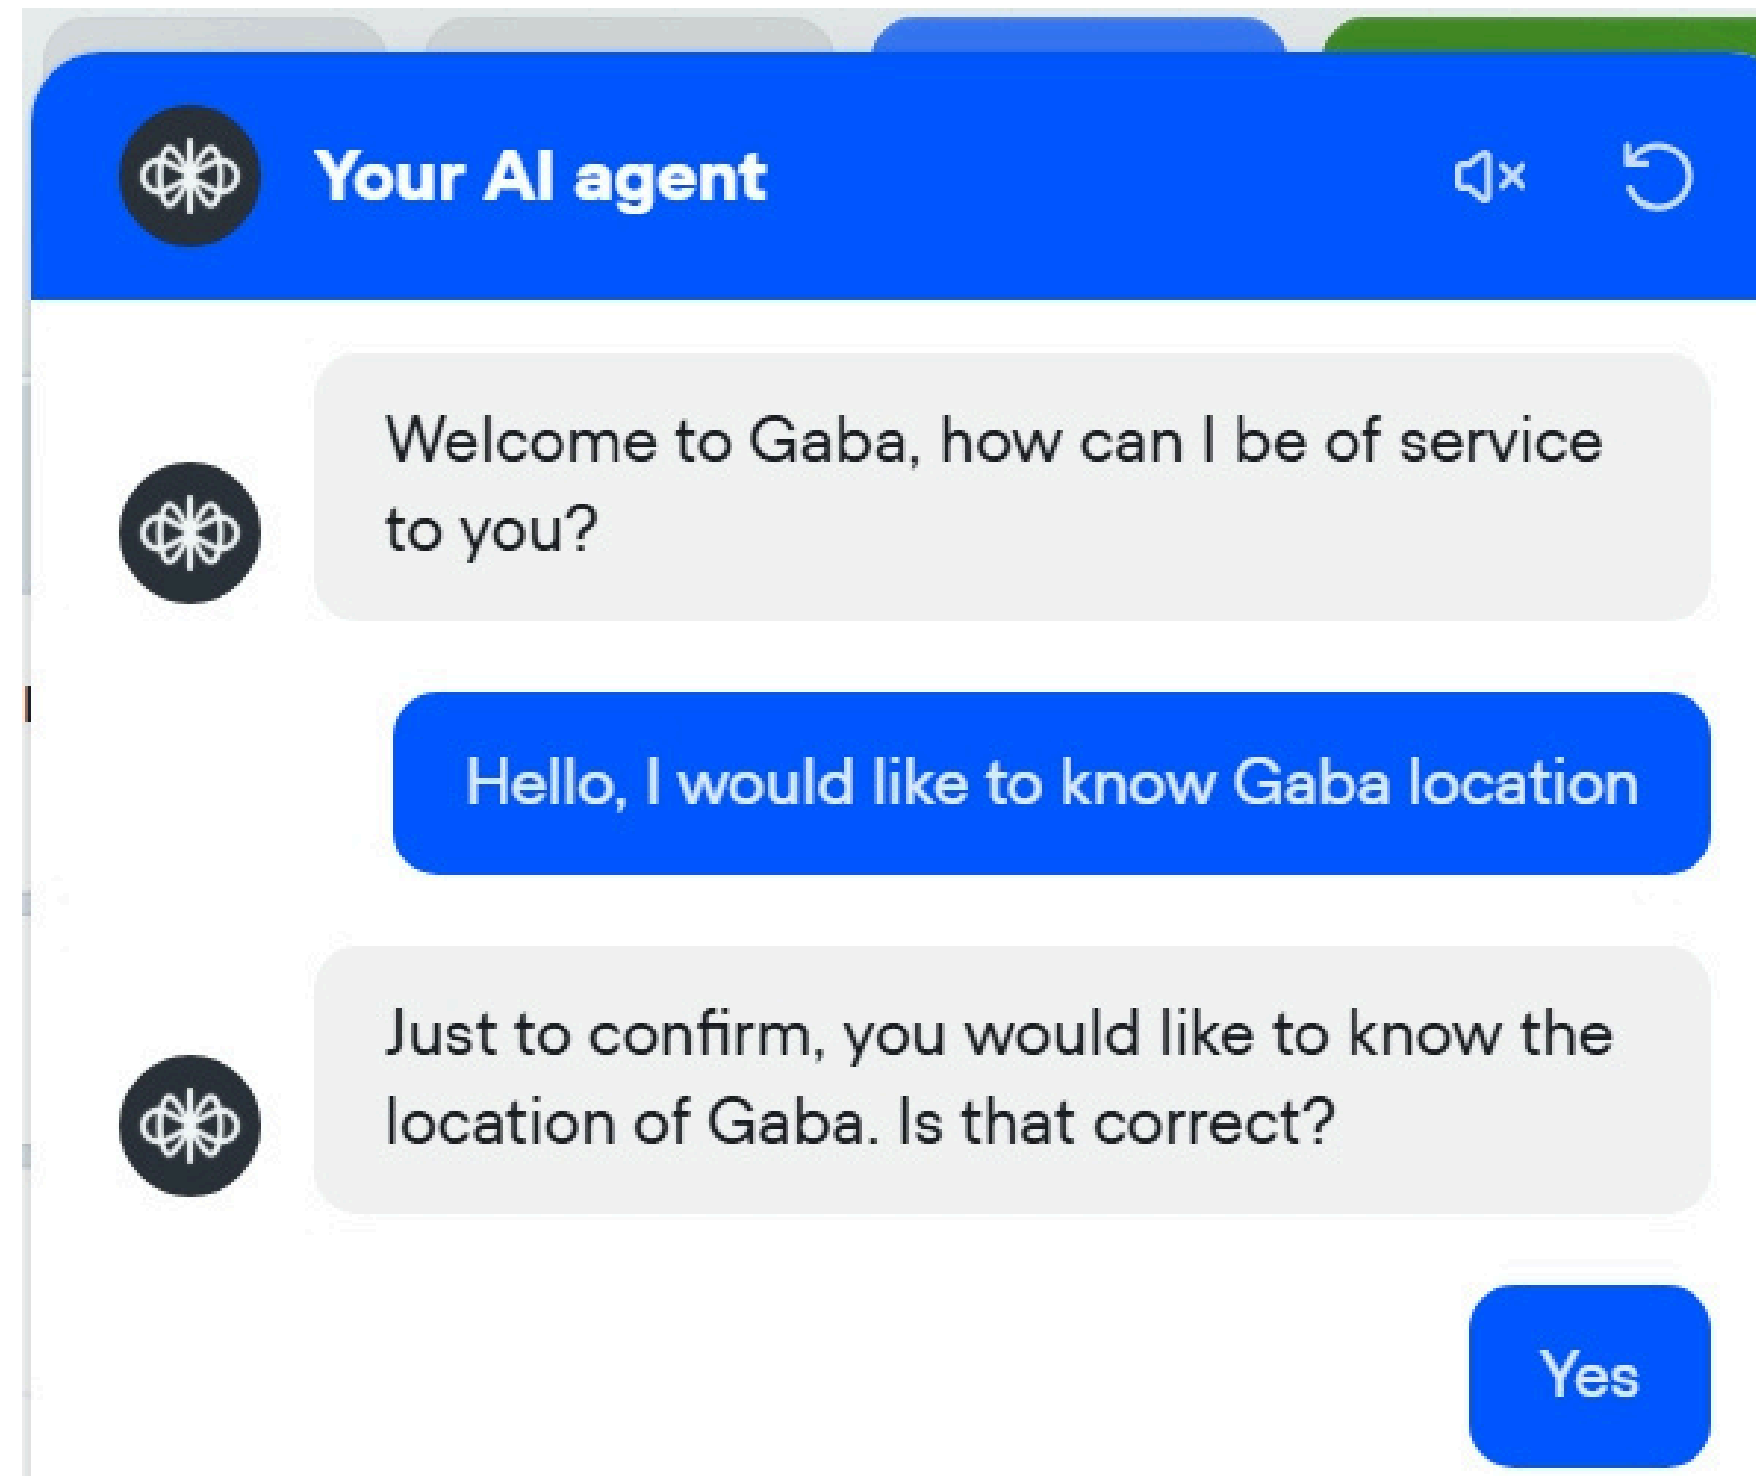 Your AI agent
Welcome to Gaba, how can I be of service
to you?
Hello, I would like to know Gaba location
Just to confirm, you would like to know the
location of Gaba. Is that correct?
Yes